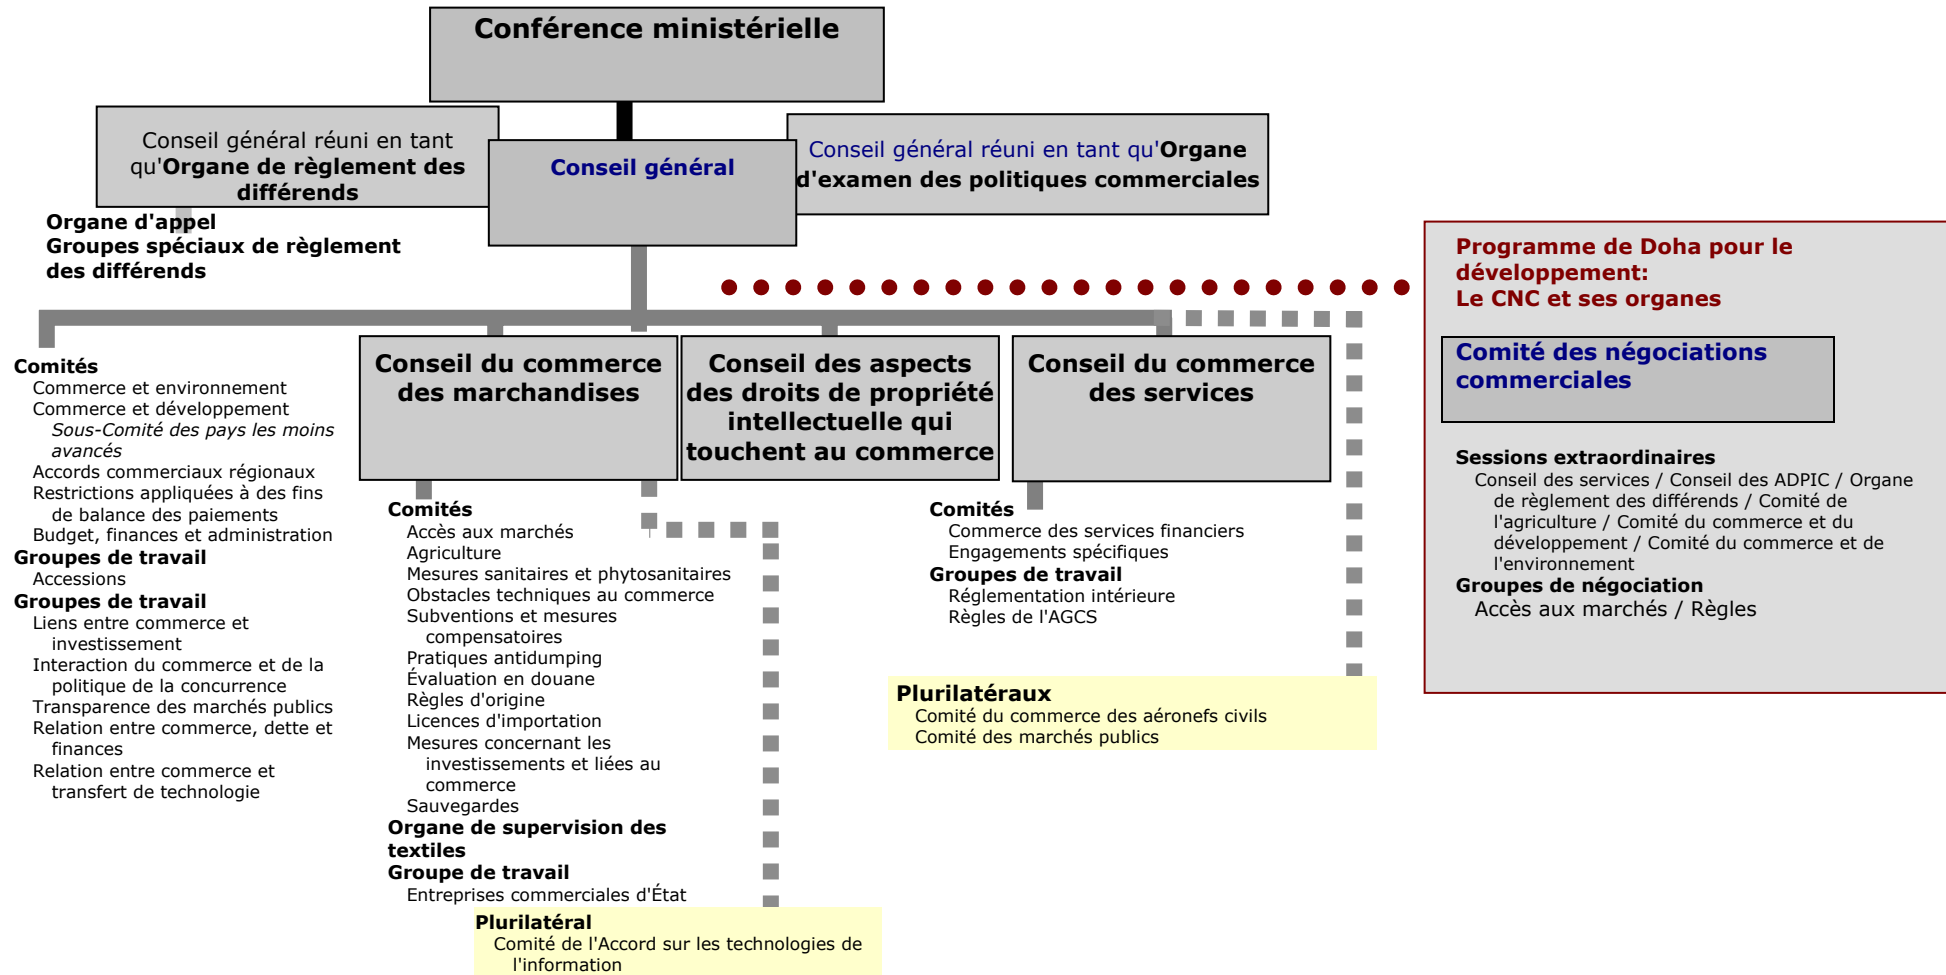 Conférence ministérielle
Conseil général réuni en tant
qu'Organe de règlement des
différends
Conseil général
Conseil général réuni en tant qu'Organe
d'examen des politiques commerciales
Organe d'appel
Groupes spéciaux de règlement
des différends
Programme de Doha pour le
développement:
Le CNC et ses organes
Comité des négociations
commerciales
Sessions extraordinaires
Conseil des services / Conseil des ADPIC / Organe
de règlement des différends / Comité de
l'agriculture / Comité du commerce et du
développement / Comité du commerce et de
l'environnement
Groupes de négociation
Accès aux marchés / Règles
Comités
Commerce et environnement
Commerce et développement
Sous-Comité des pays les moins
avancés
Accords commerciaux régionaux
Restrictions appliquées à des fins
de balance des paiements
Budget, finances et administration
Groupes de travail
Accessions
Groupes de travail
Liens entre commerce et
investissement
Interaction du commerce et de la
politique de la concurrence
Transparence des marchés publics
Relation entre commerce, dette et
finances
Relation entre commerce et
transfert de technologie
Conseil du commerce
des marchandises
Comités
Accès aux marchés
Agriculture
Mesures sanitaires et phytosanitaires
Obstacles techniques au commerce
Subventions et mesures
compensatoires
Pratiques antidumping
Évaluation en douane
Règles d'origine
Licences d'importation
Mesures concernant les
investissements et liées au
commerce
Sauvegardes
Organe de supervision des
textiles
Groupe de travail
Entreprises commerciales d'État
Plurilatéral
Comité de l'Accord sur les technologies de
l'information
Conseil des aspects
des droits de propriété
intellectuelle qui
touchent au commerce
Conseil du commerce
des services
Comités
Commerce des services financiers
Engagements spécifiques
Groupes de travail
Réglementation intérieure
Règles de l'AGCS
Plurilatéraux
Comité du commerce des aéronefs civils
Comité des marchés publics